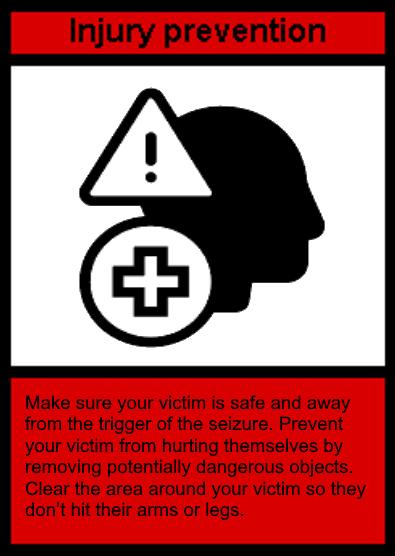 Injury prevention
Make sure your victim is safe and away
from the trigger of the seizure. Prevent
your victim from hurting themselves by
removing potentially dangerous objects.
Clear the area around your victim so they
don't hit their arms or legs.